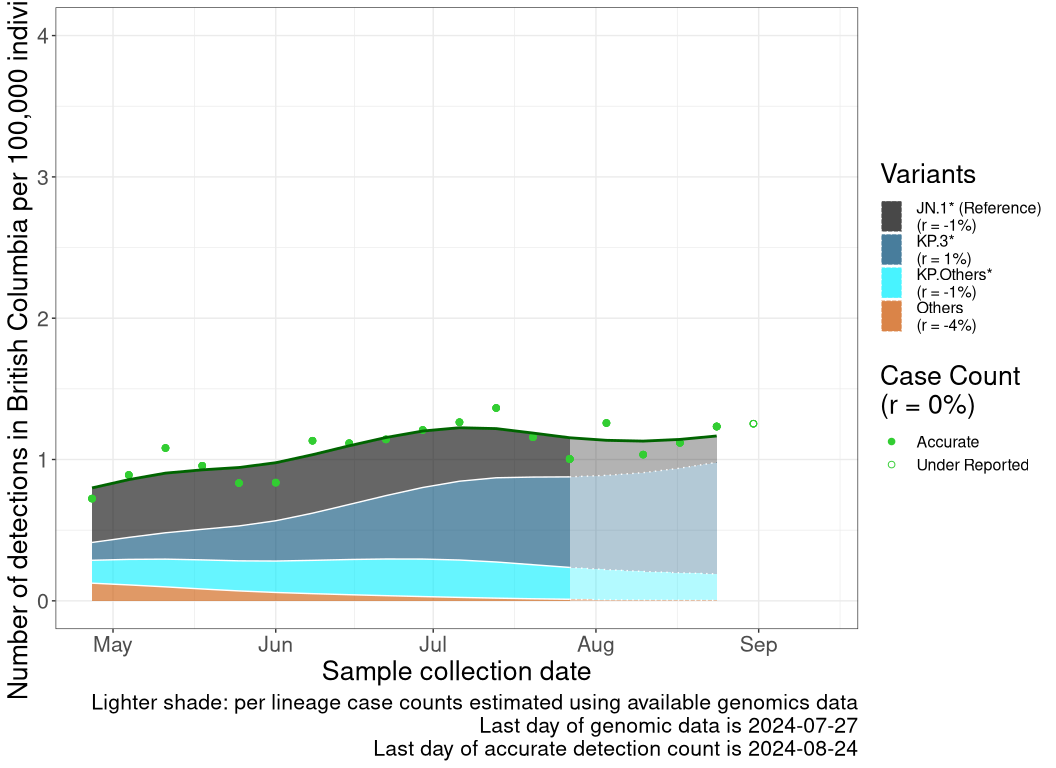 Number of detections in British Columbia per 100,000
4
3
2
1
0
May Jun Jul Aug Sep
Sample collection date
Lighter shade: per lineage case counts estimated using available genomics data
Last day of genomic data is 2024-07-27
Last day of accurate detection count is 2024-08-24
Variants
JN.1* (Reference)
(r = -1%)
KP.3*
(r = 1%)
KP.Others*
(r = -1%)
Others
(r = -4%)
Case Count
(r = 0%)
Accurate
Under Reported